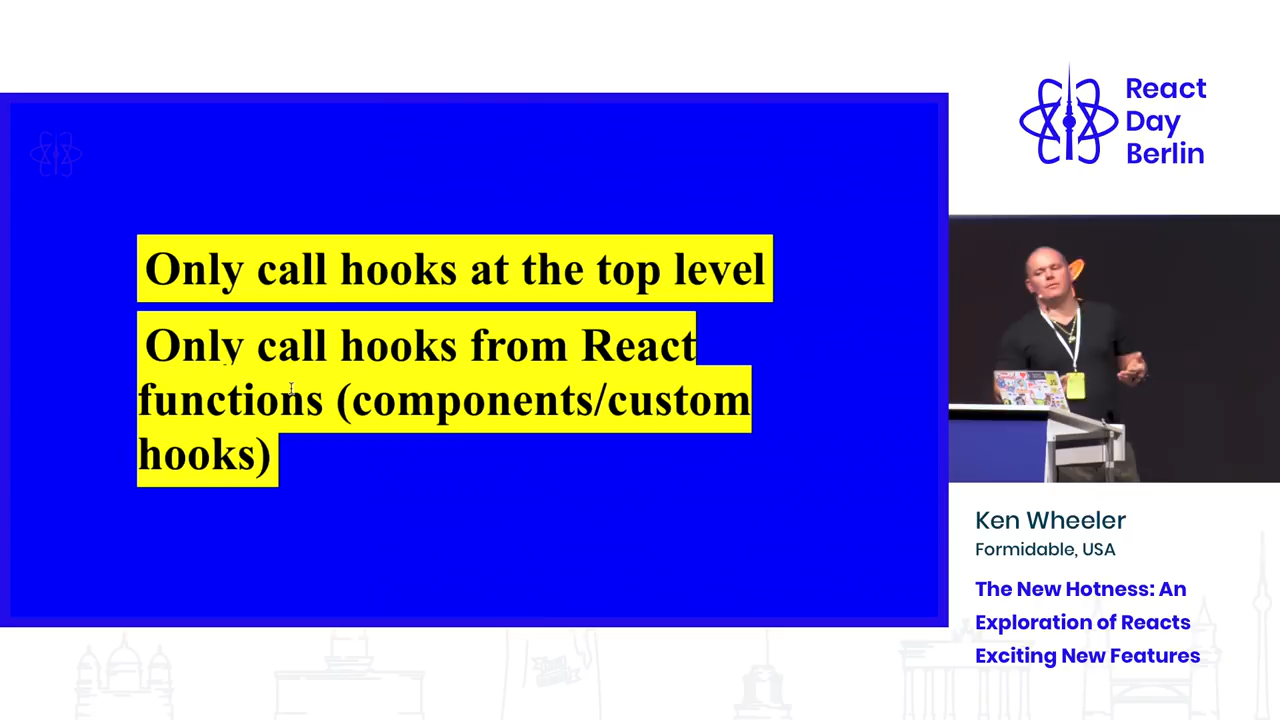 Only call hooks at the top level
Only call hooks from React
functions (components/custom
hooks)
React
Day
Berlin
Ken Wheeler
Formidable, USA
The New Hotness: An
Exploration of Reacts
Exciting New Features